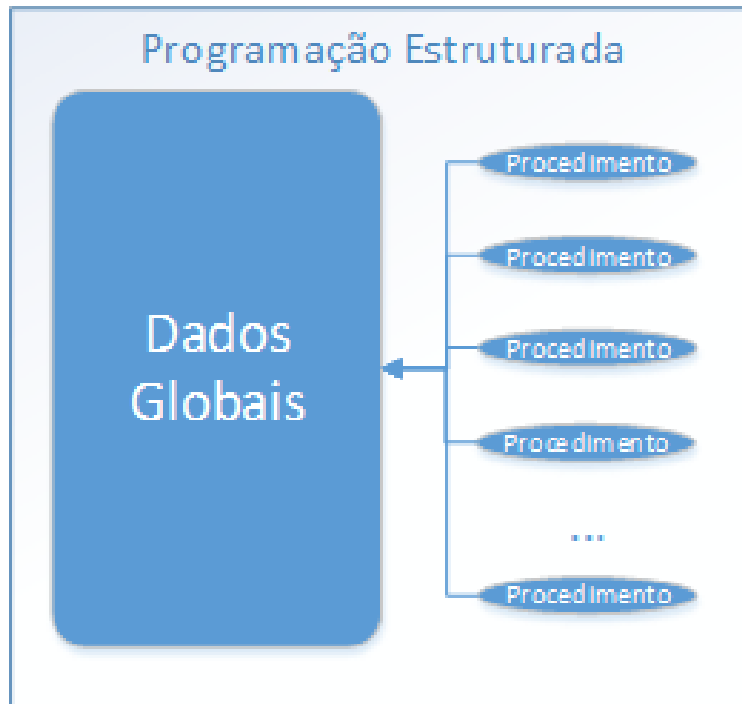 Programação Estruturada
Dados
Globais
Procedimento
Procedimento
Procedimento
Procedimento
...
Procedimento